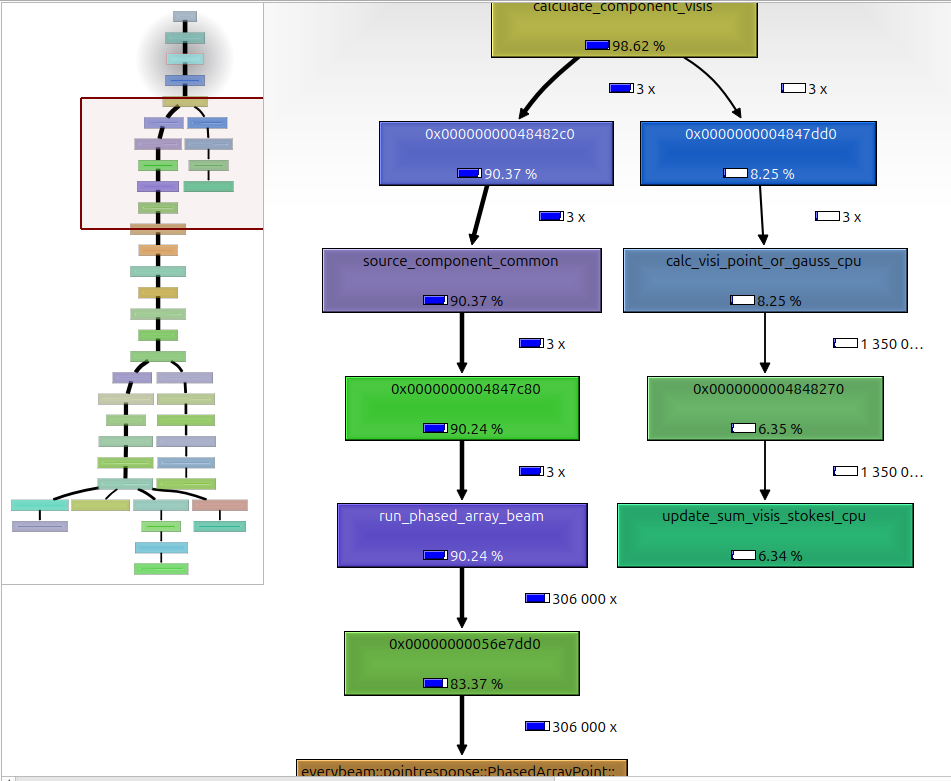 calculate_component_visis
98.62 %
3 x
3 x
0x00000000048482c0
0x0000000004847dd0
90.37 %
8.25 %
3 x
3 x
source_component_common
calc_visi_point_or_gauss_cpu
90.37 %
8.25 %
3 x
1 350 0...
0x0000000004847c80
0x0000000004848270
90.24 %
6.35 %
3 x
1 350 0...
run_phased_array_beam
update_sum_visis_stokesI_cpu
90.24 %
6.34 %
306 000 x
0x00000000056e7dd0
83.37 %
306 000 x
everybeam::pointresponse::PhasedArrayPoint::